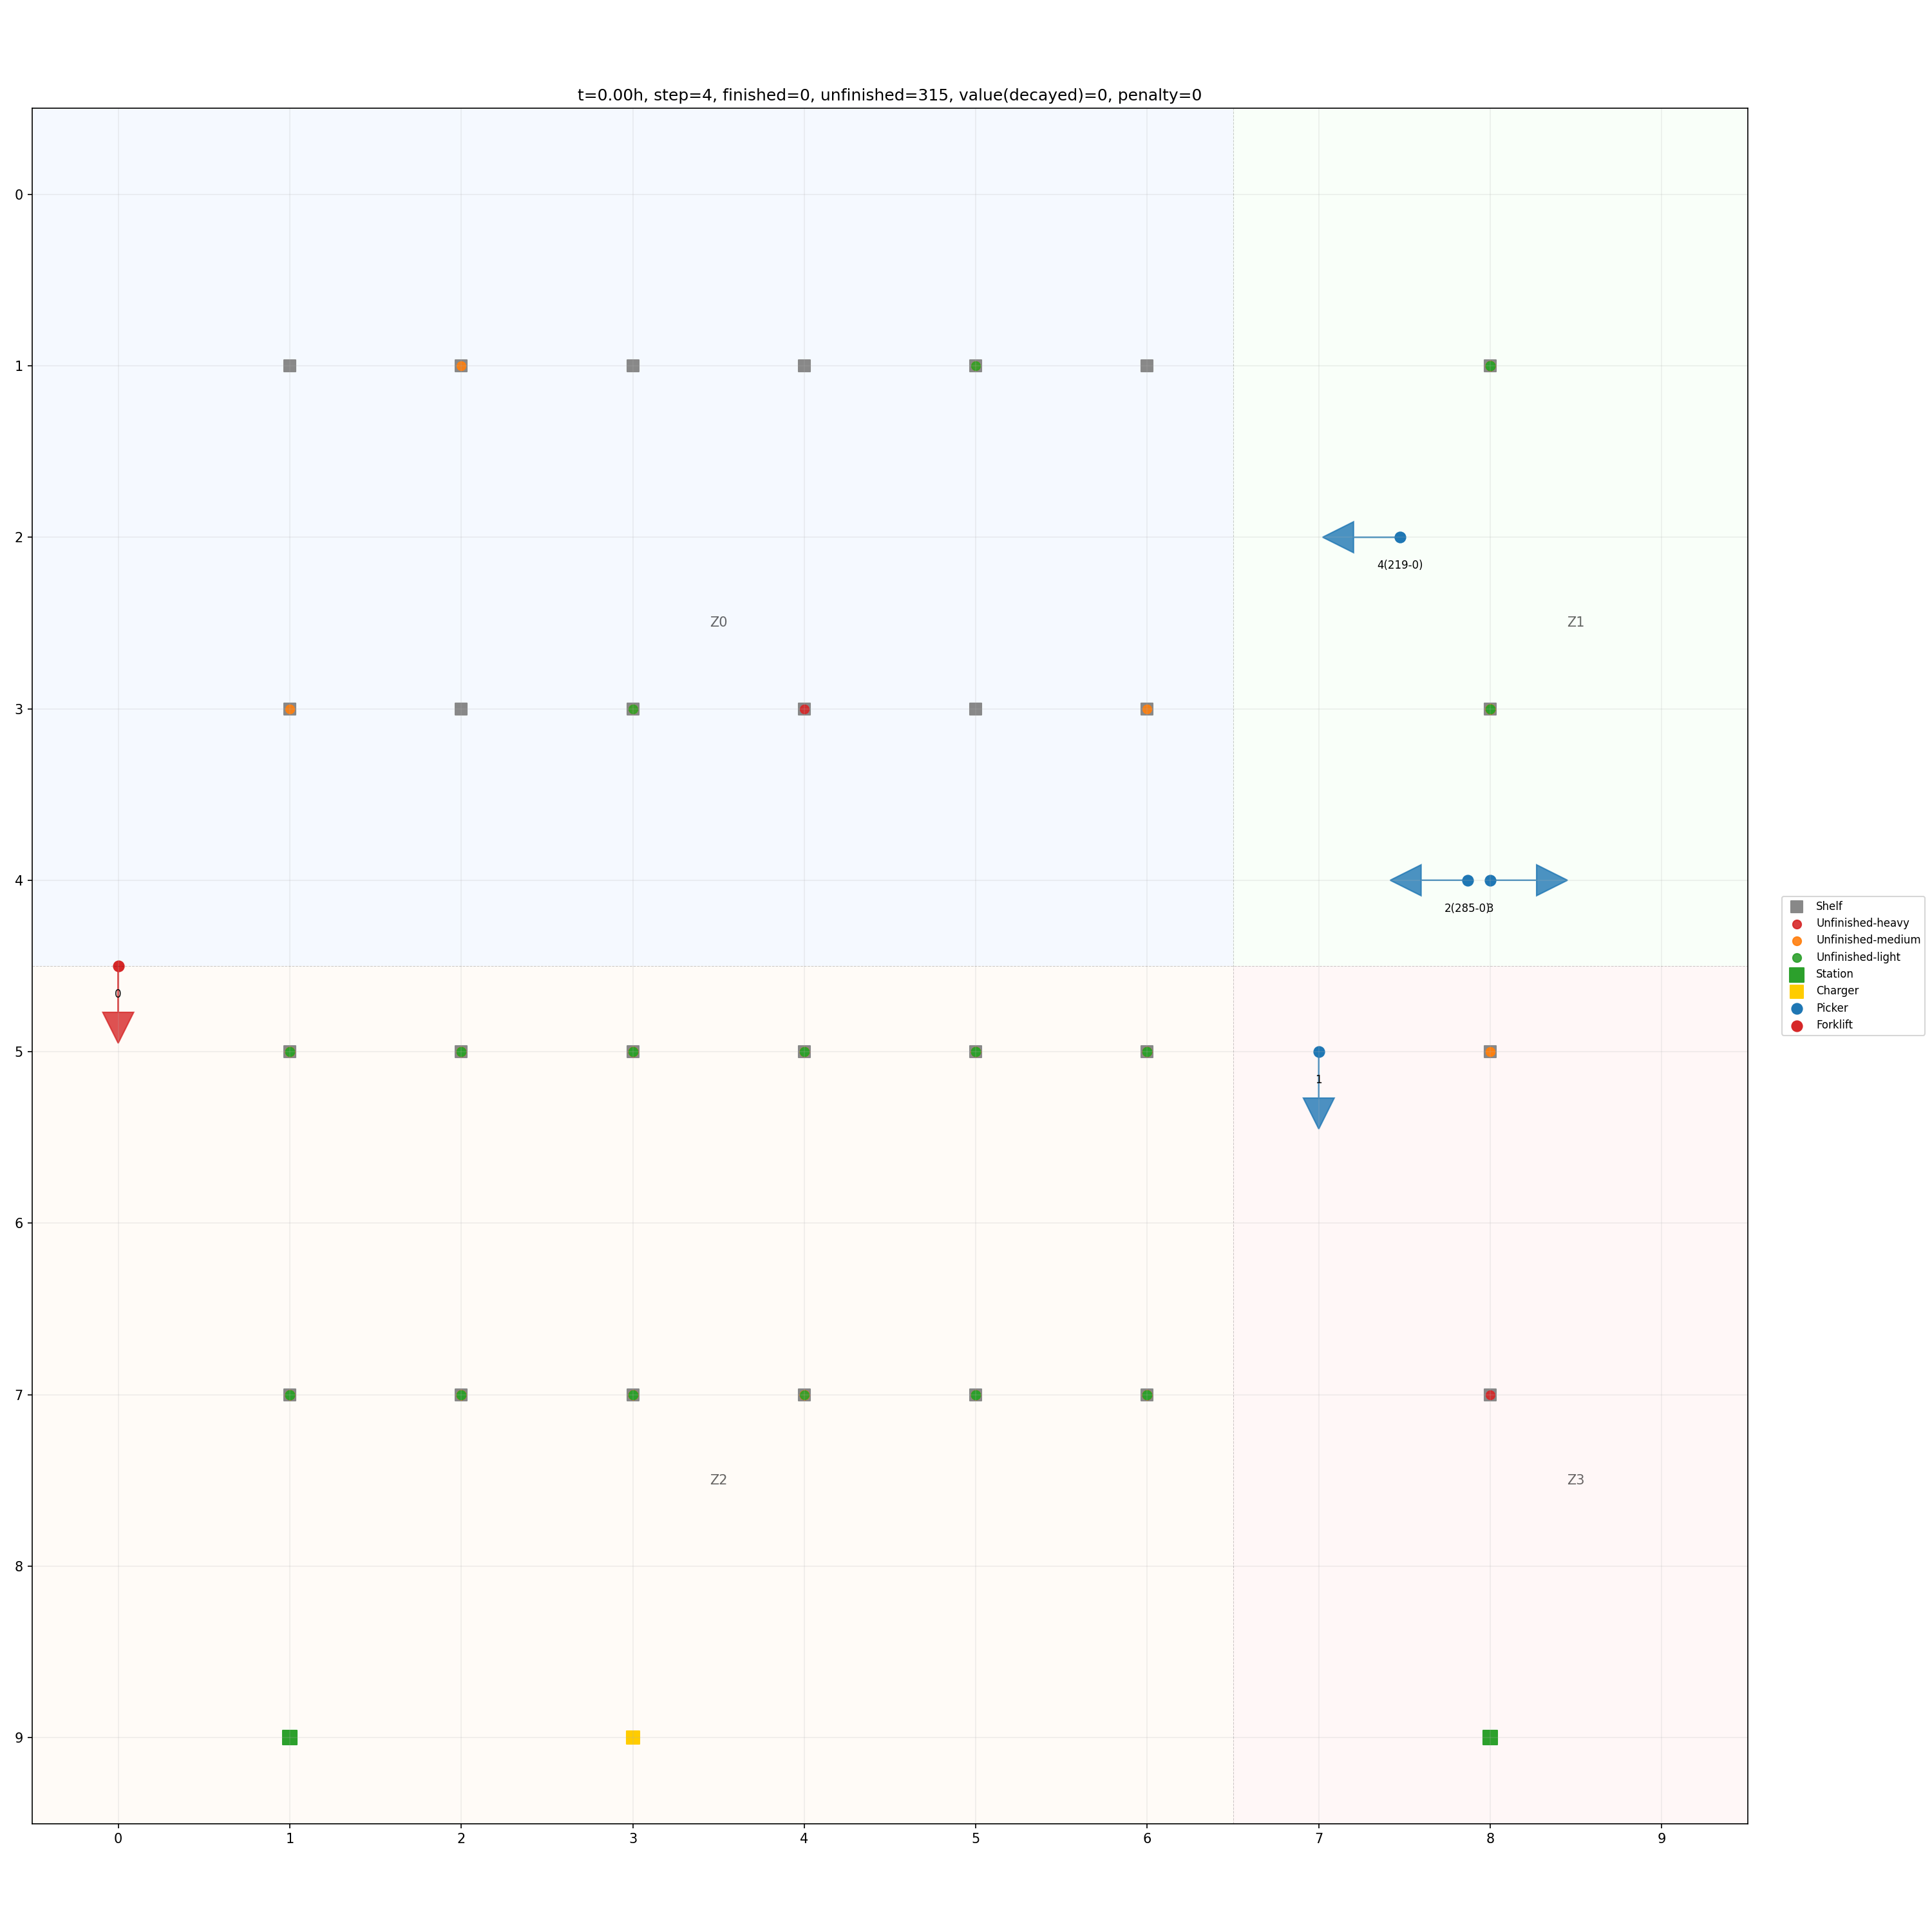 t=0.00h, step=4, finished=0, unfinished=315, value(decayed)=0, penalty=0
0
1
2
4(219-0)
Z0
Z1
3
4
2(285-0)
3
0
5
1
6
7
Z2
Z3
8
9
0 1 2 3 4 5 6 7 8 9
Shelf
Unfinished-heavy
Unfinished-medium
Unfinished-light
Station
Charger
Picker
Forklift